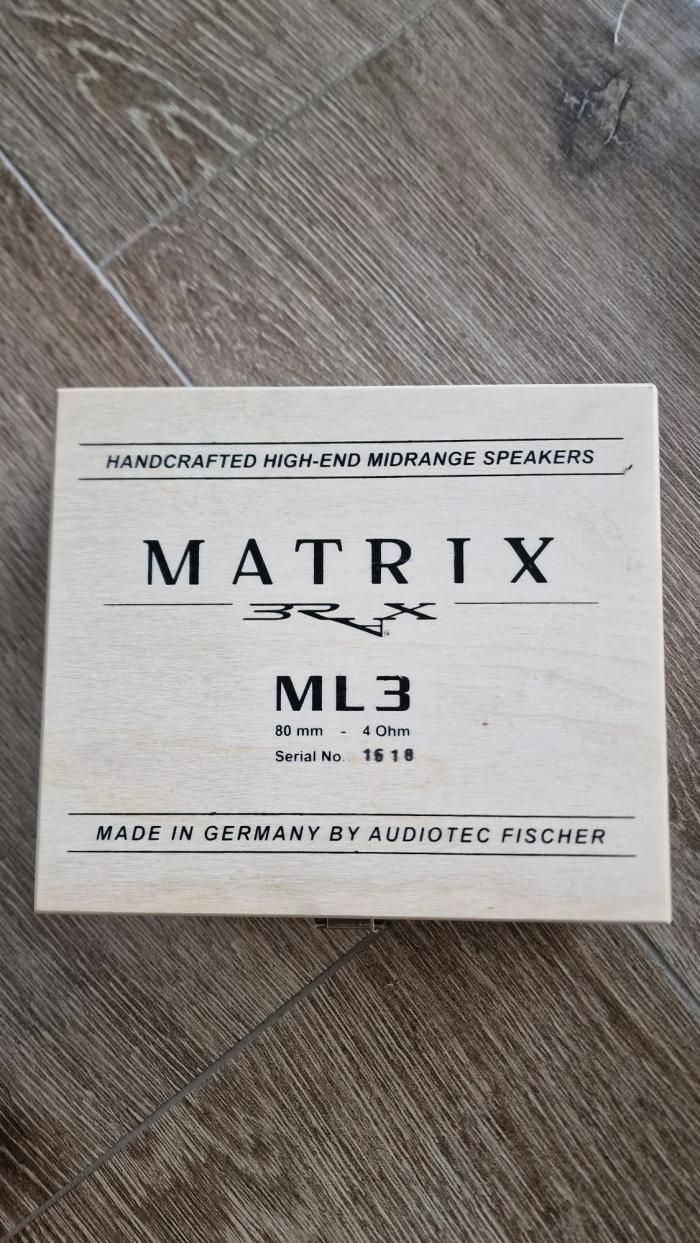 HANDCRAFTED HIGH-END MIDRANGE SPEAKERS
MATRIX
BRAX
ML3
80 mm - 4 Ohm
Serial No. 1618
MADE IN GERMANY BY AUDIOTEC FISCHER